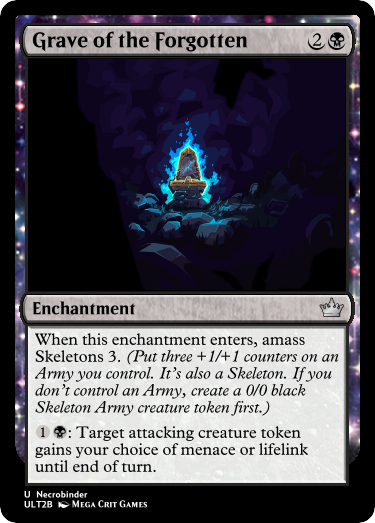 Grave of the Forgotten 2
Enchantment
When this enchantment enters, amass
Skeletons 3. (Put three +1/+1 counters on an
Army you control. It's also a Skeleton. If you
don't control an Army, create a 0/0 black
Skeleton Army creature token first.)
1 : Target attacking creature token
gains your choice of menace or lifelink
until end of turn.
U Necrobinder
ULT2B Mega Crit Games